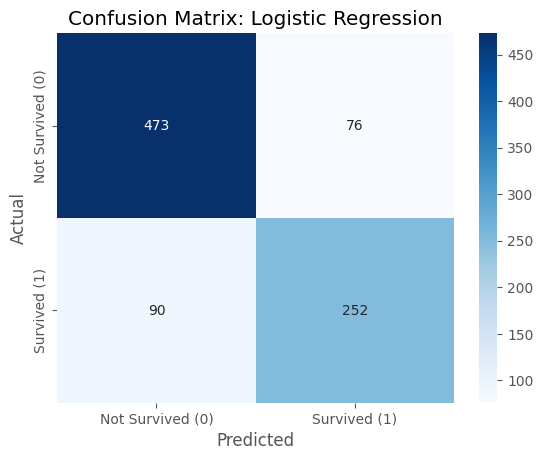 Confusion Matrix: Logistic Regression
Actual
Not Survived (0)
Survived (1)
473
76
90
252
Not Survived (0)
Survived (1)
Predicted
450
400
350
300
250
200
150
100